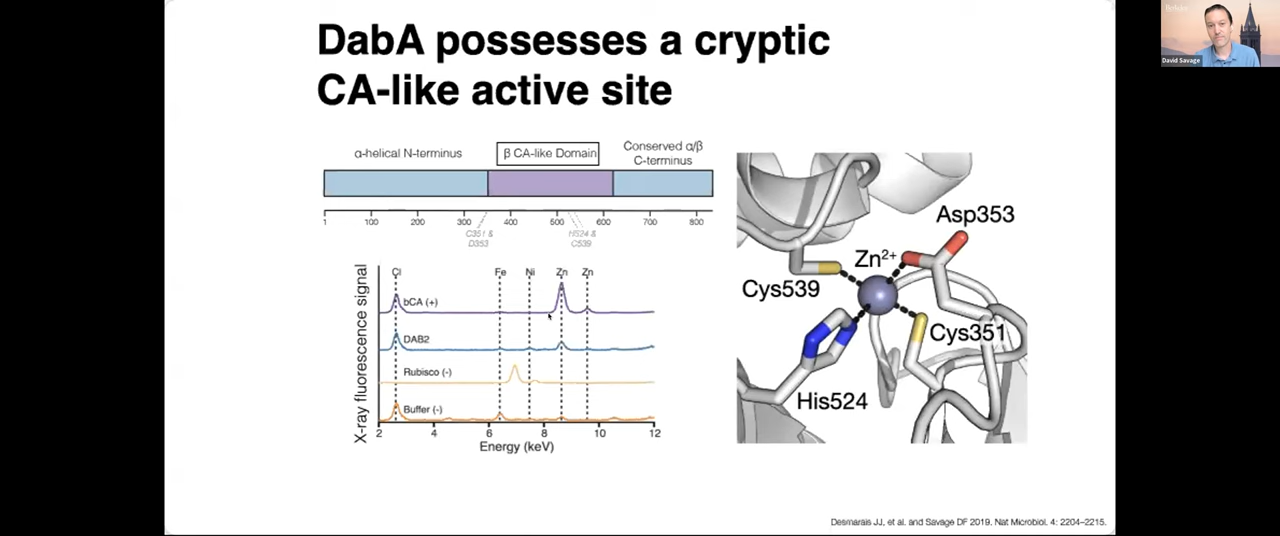 DabA possesses a cryptic
CA-like active site
David Savage
α-helical N-terminus
β CA-like Domain
Conserved α/β
C-terminus
1 100 200 300 400 500 600 700 800
C351 &
D353
H524 &
C539
X-ray fluorescence signal
Cl Fe Ni Zn Zn
bCA (+)
DAB2
Rubisco (-)
Buffer (-)
2 4 6 8 10 12
Energy (keV)
Asp353
Zn2+
Cys539
Cys351
His524
Desmarais JJ, et al. and Savage DF 2019. Nat Microbiol. 4: 2204–2215.